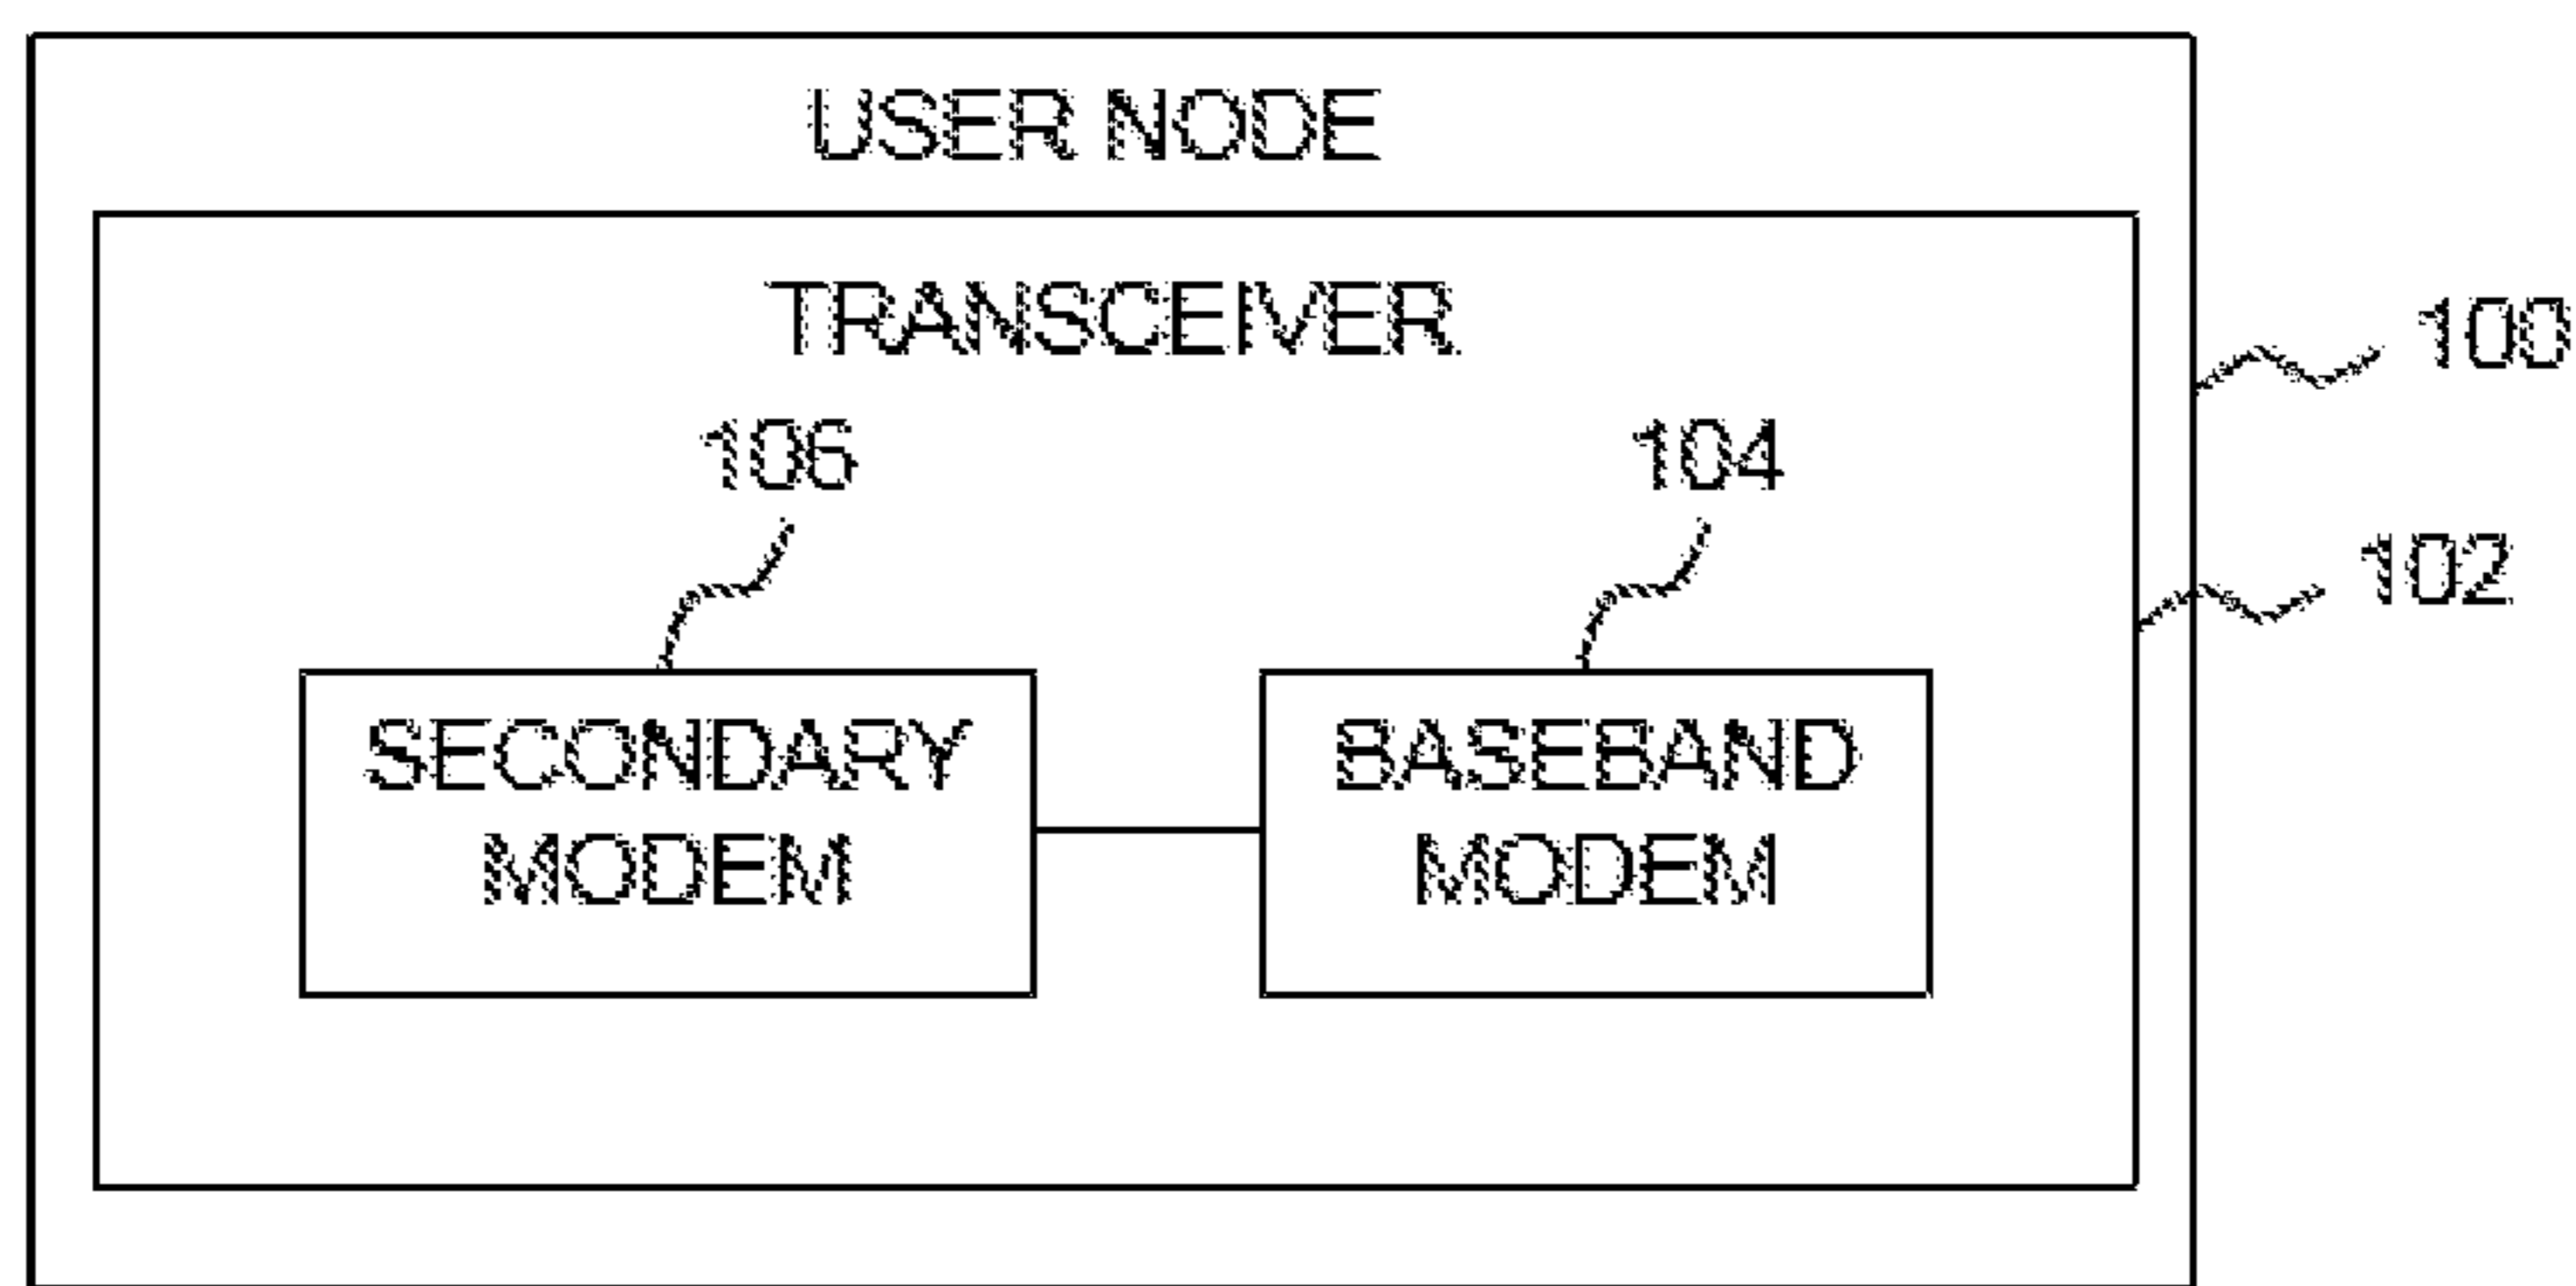 USER NODE
TRANSCEIVER
100
106
104
102
SECONDARY
MODEM
BASEBAND
MODEM